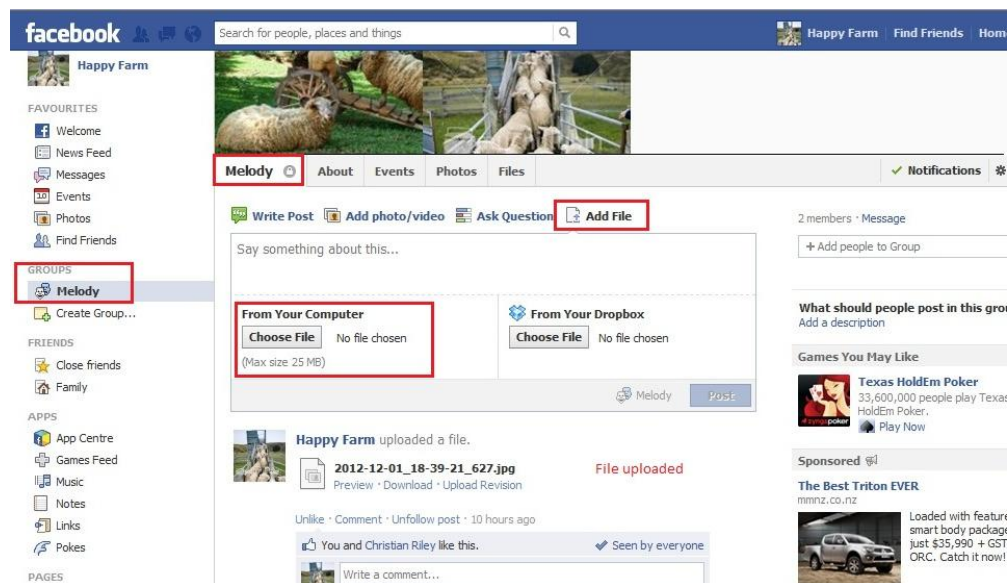 facebook
Search for people, places and things
Happy Farm
Find Friends
Happy Farm
FAVOURITES
Welcome
News Feed
Messages
10 Events
Photos
Find Friends
GROUPS
Melody
Create Group...
FRIENDS
Close friends
Family
APPS
App Centre
Games Feed
Music
Notes
Links
Pokes
PAGES
Melody
About
Events
Photos
Files
Notifications
Write Post
Add photo/video
Ask Question
Add File
Say something about this...
From Your Computer
Choose File No file chosen
(Max size 25 MB)
From Your Dropbox
Choose File No file chosen
Melody
Post
Happy Farm uploaded a file.
2012-12-01_18-39-21_627.jpg
File uploaded
Preview · Download · Upload Revision
Unlike · Comment · Unfollow post · 10 hours ago
You and Christian Riley like this.
Seen by everyone
Write a comment...
2 members · Message
+ Add people to Group
What should people post in this
Add a description
Games You May Like
Texas HoldEm Poker
33,600,000 people play Texas
HoldEm Poker.
Play Now
Sponsored
The Best Triton EVER
mmnz.co.nz
Loaded with
smart body
just $35,990 + GST
ORC. Catch it now!